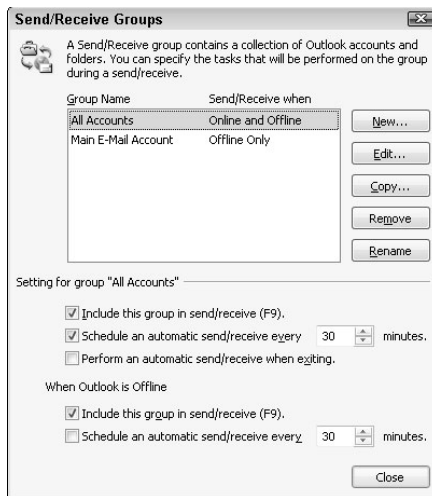 Send/Receive Groups
A Send/Receive group contains a collection of Outlook accounts and
folders. You can specify the tasks that will be performed on the group
during a send/receive.
Group Name Send/Receive when
All Accounts Online and Offline
Main E-Mail Account Offline Only
New...
Edit...
Copy...
Remove
Rename
Setting for group "All Accounts"
Include this group in send/receive (F9).
Schedule an automatic send/receive every 30 minutes.
Perform an automatic send/receive when exiting.
When Outlook is Offline
Include this group in send/receive (F9).
Schedule an automatic send/receive every 30 minutes.
Close